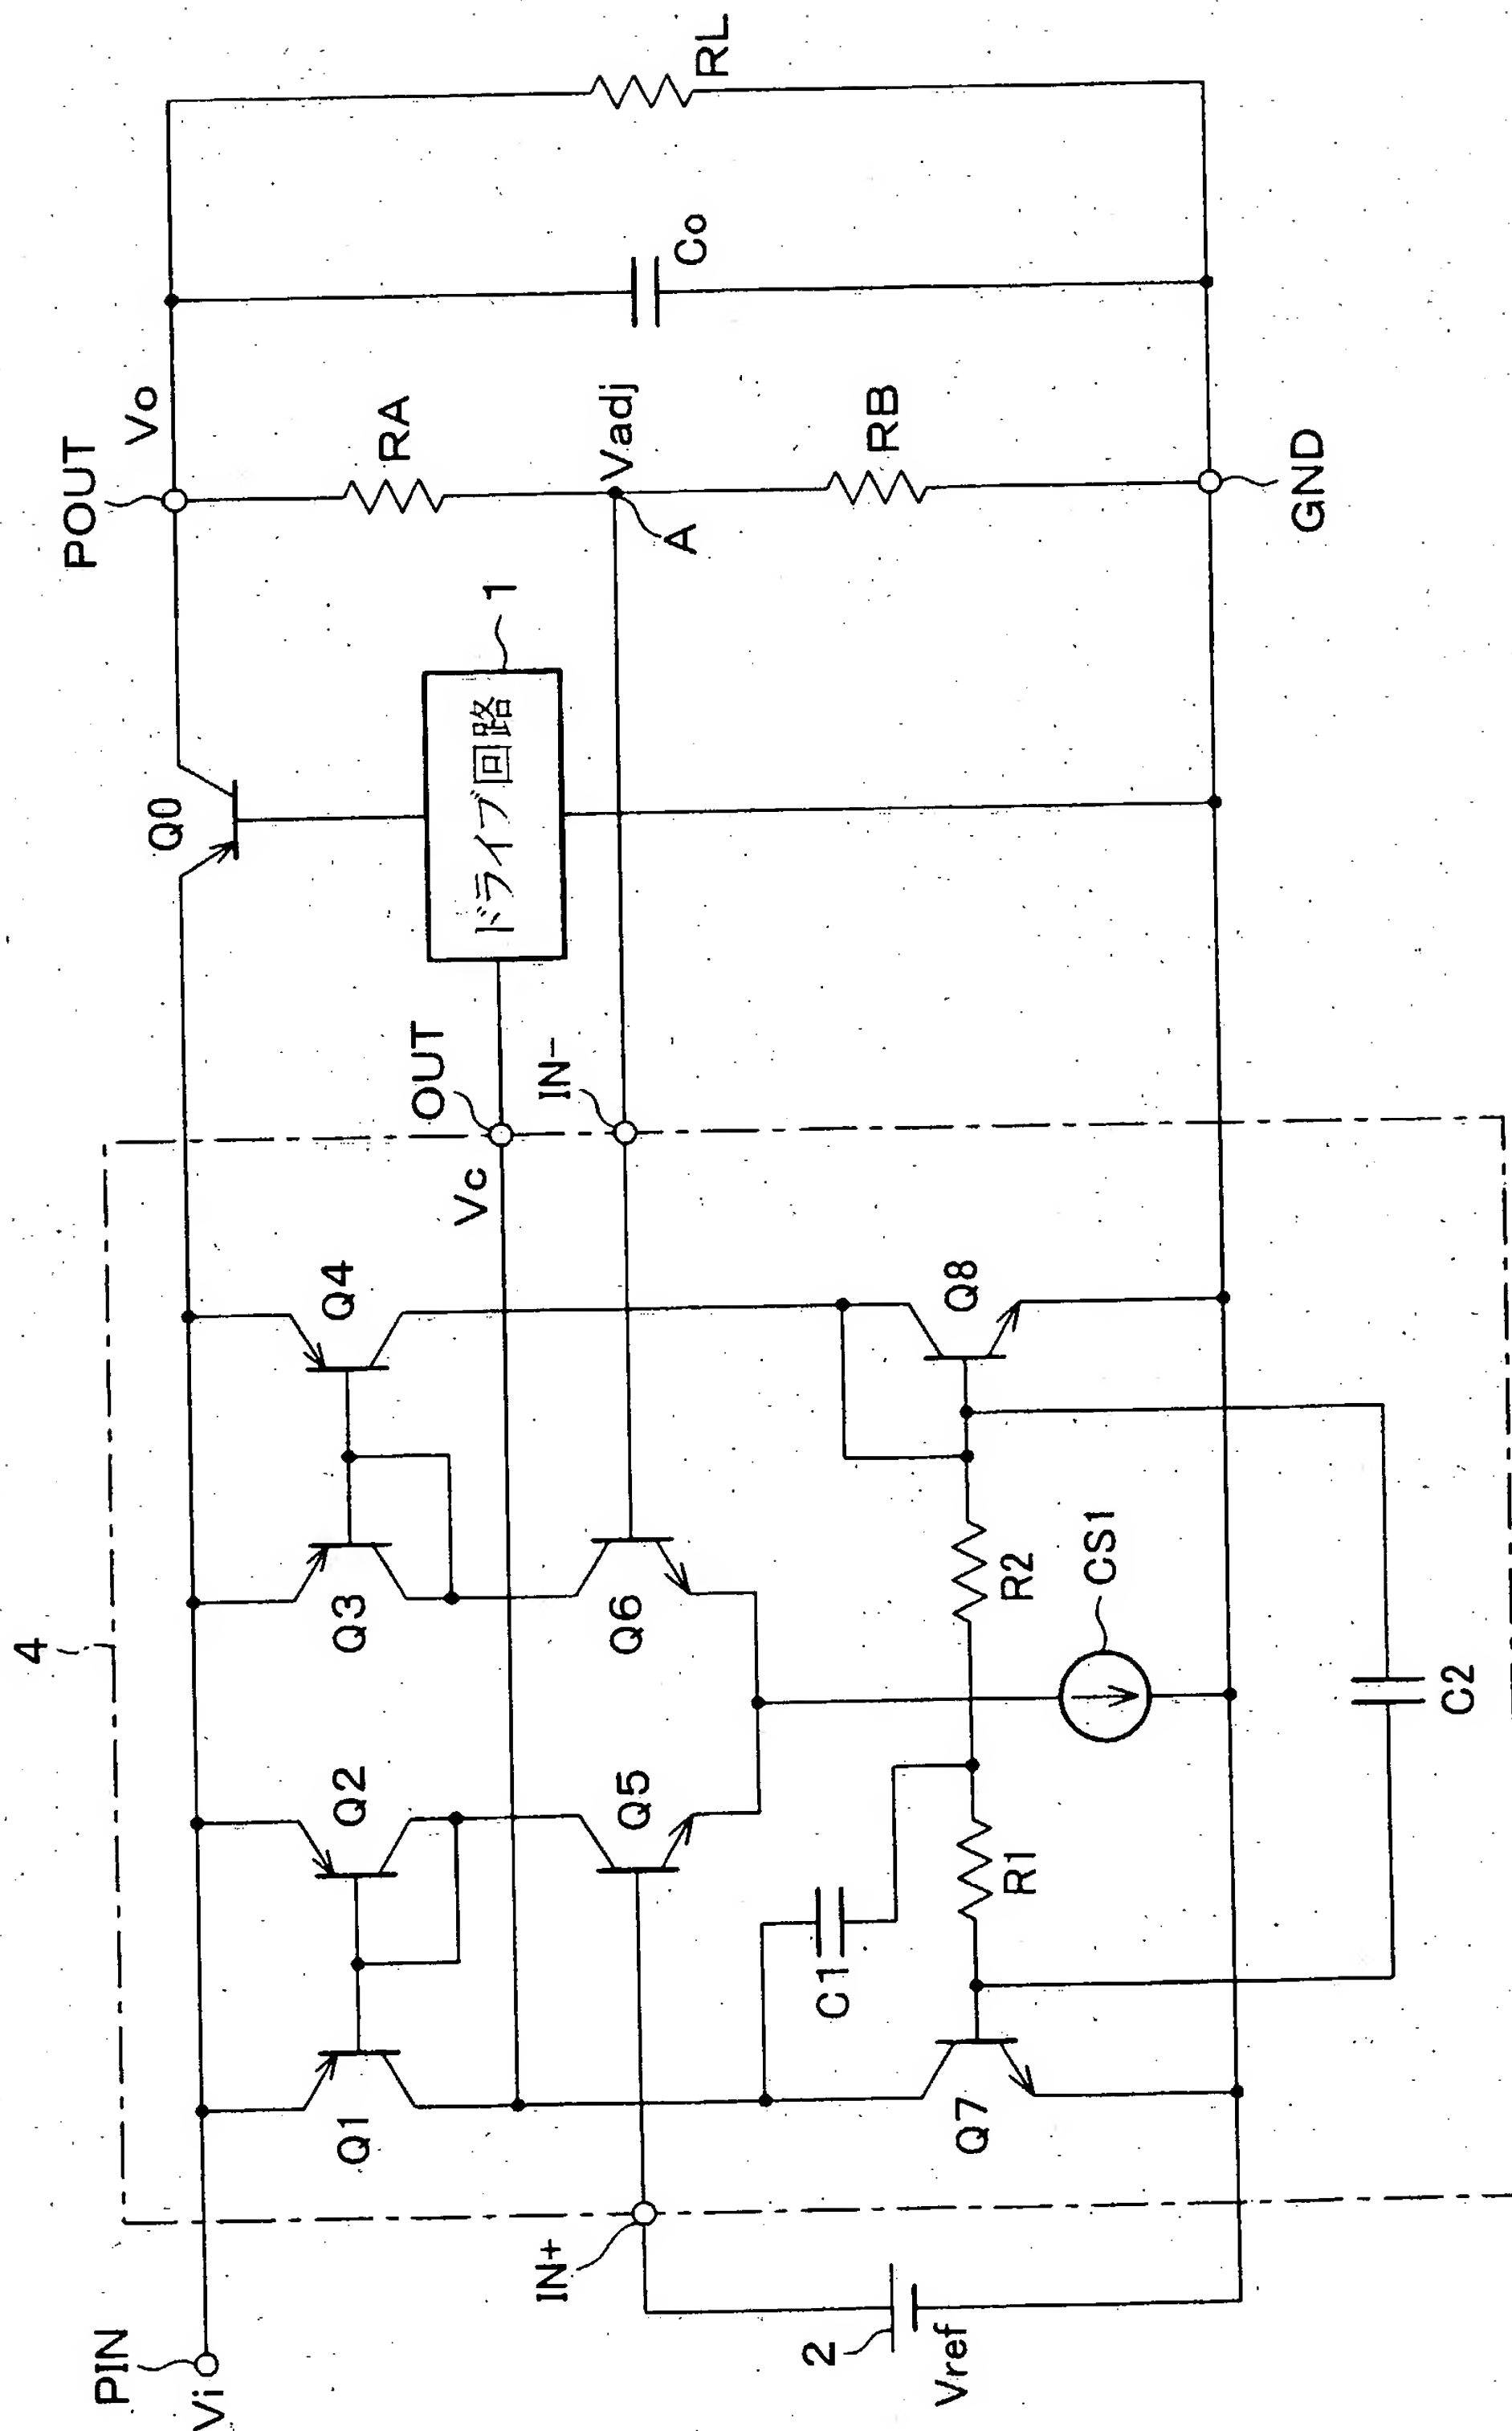 4
PIN
Vi
Q1
Q2
Q3
Q4
Q0
POUT
Vo
Vc
OUT
IN-
ドライブ回路
1
RA
Vadj
A
RB
Co
RL
GND
IN+
2
Vref
Q5
Q6
C1
R1
R2
Q7
Q8
CS1
C2